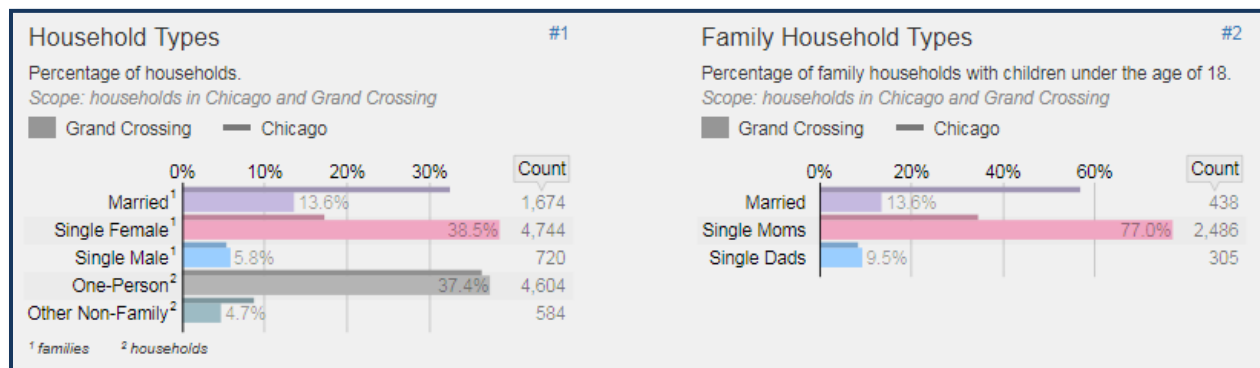 Household Types #1
Percentage of households.
Scope: households in Chicago and Grand Crossing
Grand Crossing Chicago
0% 10% 20% 30% Count
Married¹ 13.6% 1,674
Single Female¹ 38.5% 4,744
Single Male¹ 5.8% 720
One-Person² 37.4% 4,604
Other Non-Family² 4.7% 584
¹ families ² households
Family Household Types #2
Percentage of family households with children under the age of 18.
Scope: households in Chicago and Grand Crossing
Grand Crossing Chicago
0% 20% 40% 60% Count
Married 13.6% 438
Single Moms 77.0% 2,486
Single Dads 9.5% 305